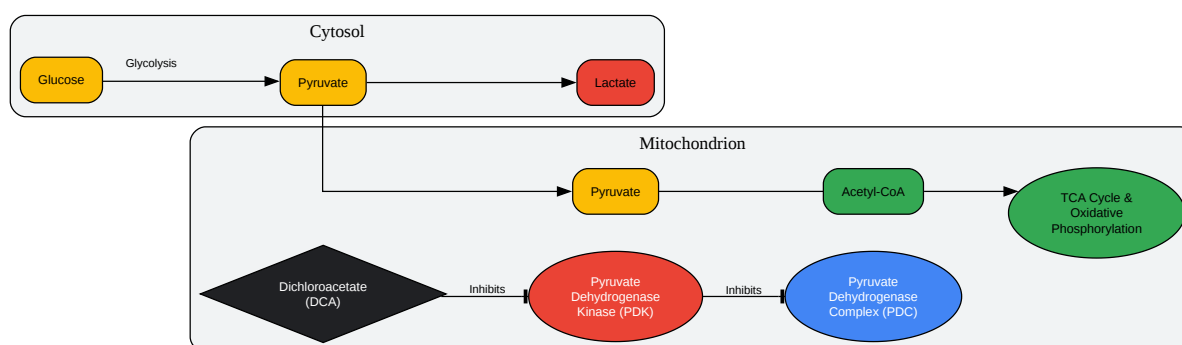 Cytosol
Glycolysis
Glucose
Pyruvate
Lactate
Mitochondrion
Pyruvate
Acetyl-CoA
TCA Cycle &
Oxidative
Phosphorylation
Dichloroacetate
(DCA)
Inhibits
Pyruvate
Dehydrogenase
Kinase (PDK)
Inhibits
Pyruvate
Dehydrogenase
Complex (PDC)